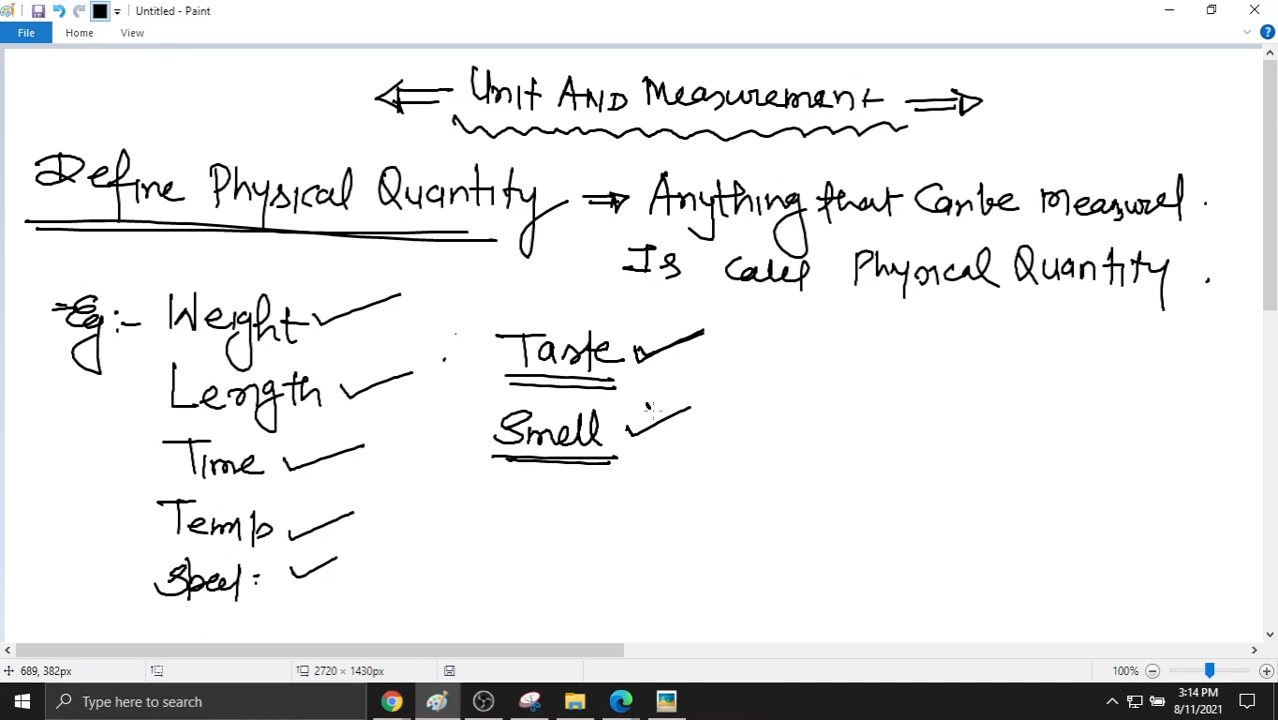 Untitled - Paint
File Home View
Unit AND Measurement
Define Physical Quantity ⇒ Anything that Can be Measured.
Is called Physical Quantity.
Eg:- Weight ✓
Length ✓
Time ✓
Temp ✓
Speed: ✓
Taste ✓
Smell ✓
689, 382px
2720 × 1430px
100%
Type here to search
3:14 PM
8/11/2021